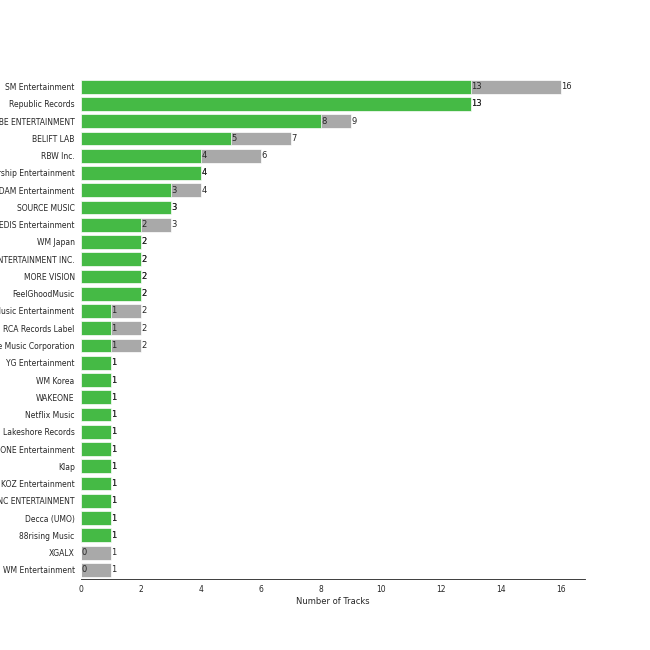 SM Entertainment 13 16
Republic Records 13
BE ENTERTAINMENT 8 9
BELIFT LAB 5 7
RBW Inc. 4 6
rship Entertainment 4
DAM Entertainment 3 4
SOURCE MUSIC 3
EDIS Entertainment 2 3
WM Japan 2
NTERTAINMENT INC. 2
MORE VISION 2
FeelGhoodMusic 2
usic Entertainment 1 2
RCA Records Label 1 2
e Music Corporation 1 2
YG Entertainment 1
WM Korea 1
WAKEONE 1
Netflix Music 1
Lakeshore Records 1
ONE Entertainment 1
Klap 1
KOZ Entertainment 1
NC ENTERTAINMENT 1
Decca (UMO) 1
88rising Music 1
XGALX 0 1
WM Entertainment 0 1
0 2 4 6 8 10 12 14 16
Number of Tracks